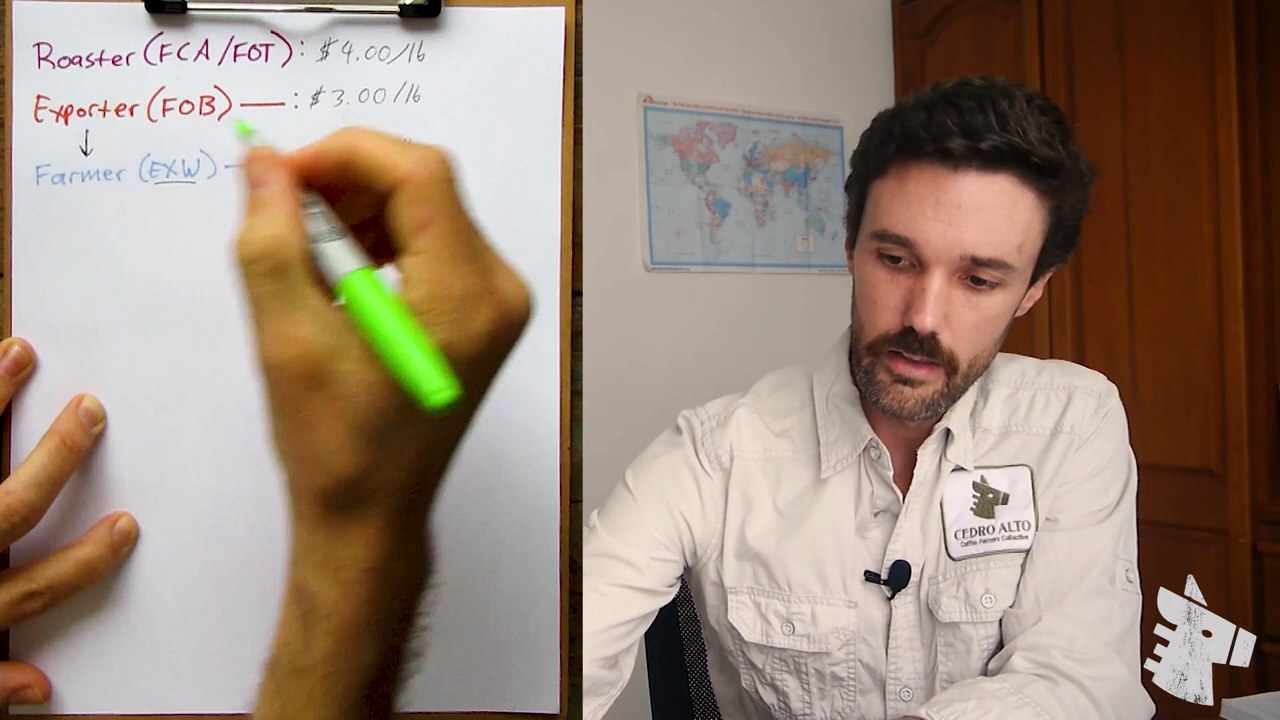 Roaster (FCA/FOT): $4.00/lb
Exporter (FOB) — : $3.00/lb
↓
Farmer (EXW) -
CEDRO ALTO
Coffee Farmers Collective